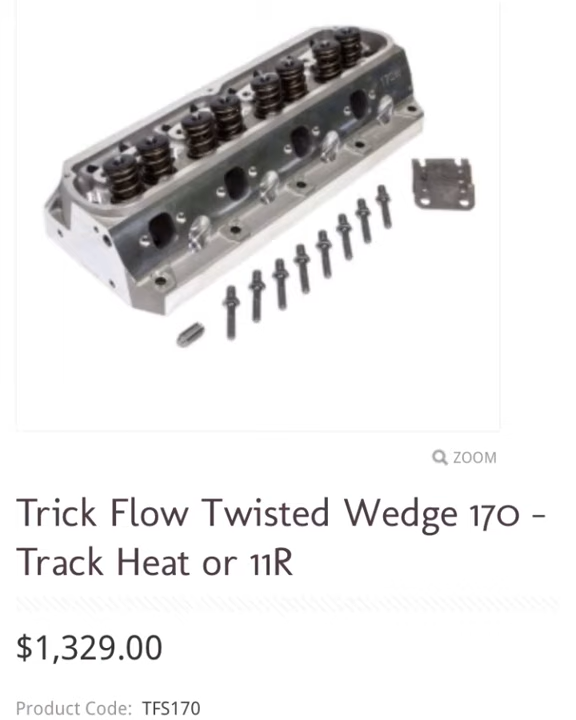 ZOOM
Trick Flow Twisted Wedge 170 -
Track Heat or 11R
$1,329.00
Product Code: TFS170